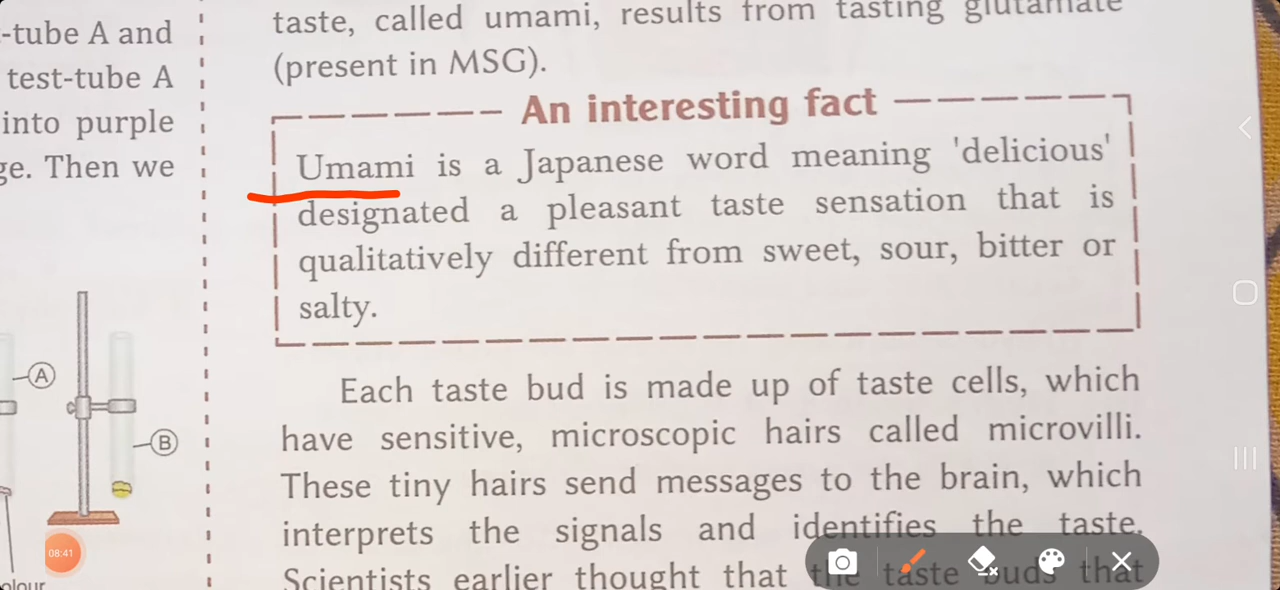 -tube A and
test-tube A
into purple
ge. Then we
A
B
olour
taste, called umami, results from tasting glutamate
(present in MSG).
An interesting fact
Umami is a Japanese word meaning 'delicious'
designated a pleasant taste sensation that is
qualitatively different from sweet, sour, bitter or
salty.
Each taste bud is made up of taste cells, which
have sensitive, microscopic hairs called microvilli.
These tiny hairs send messages to the brain, which
interprets the signals and identifies the taste.
Scientists earlier thought that the taste buds that
08:41